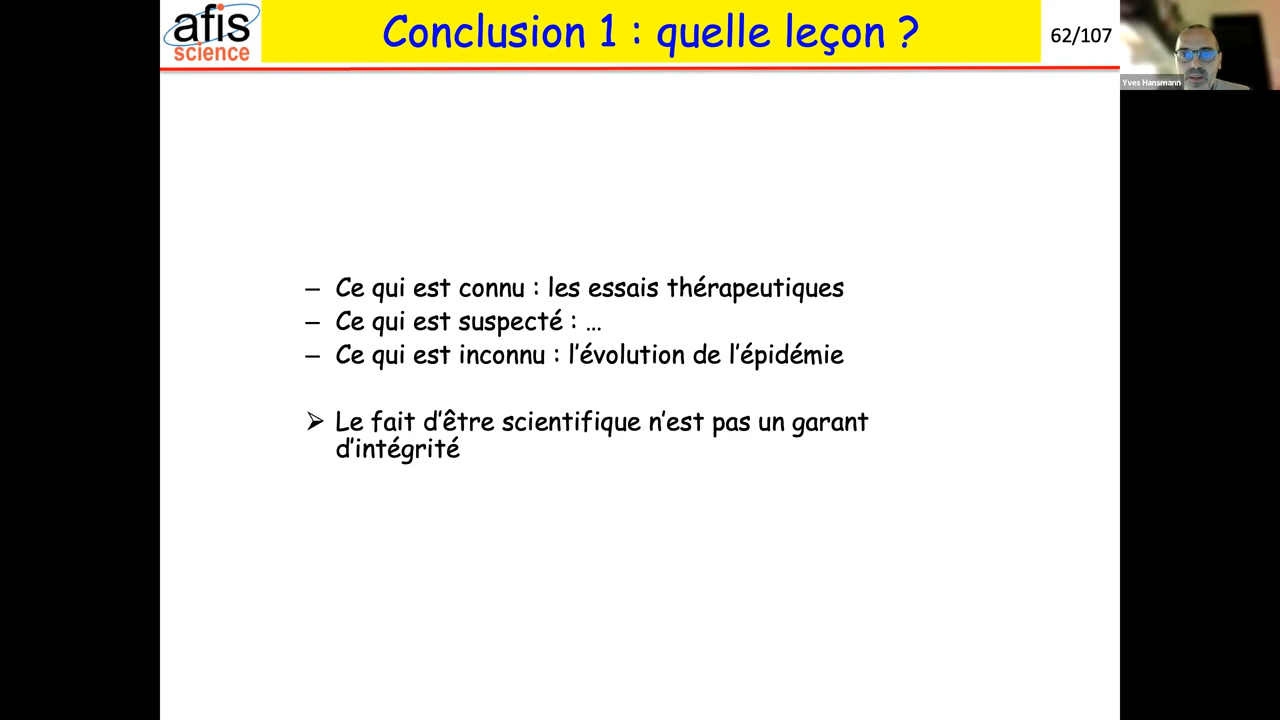 afis
science
Conclusion 1 : quelle leçon ?
62/107
Yves Hansmann
– Ce qui est connu : les essais thérapeutiques
– Ce qui est suspecté : …
– Ce qui est inconnu : l’évolution de l’épidémie
➢ Le fait d’être scientifique n’est pas un garant
d’intégrité